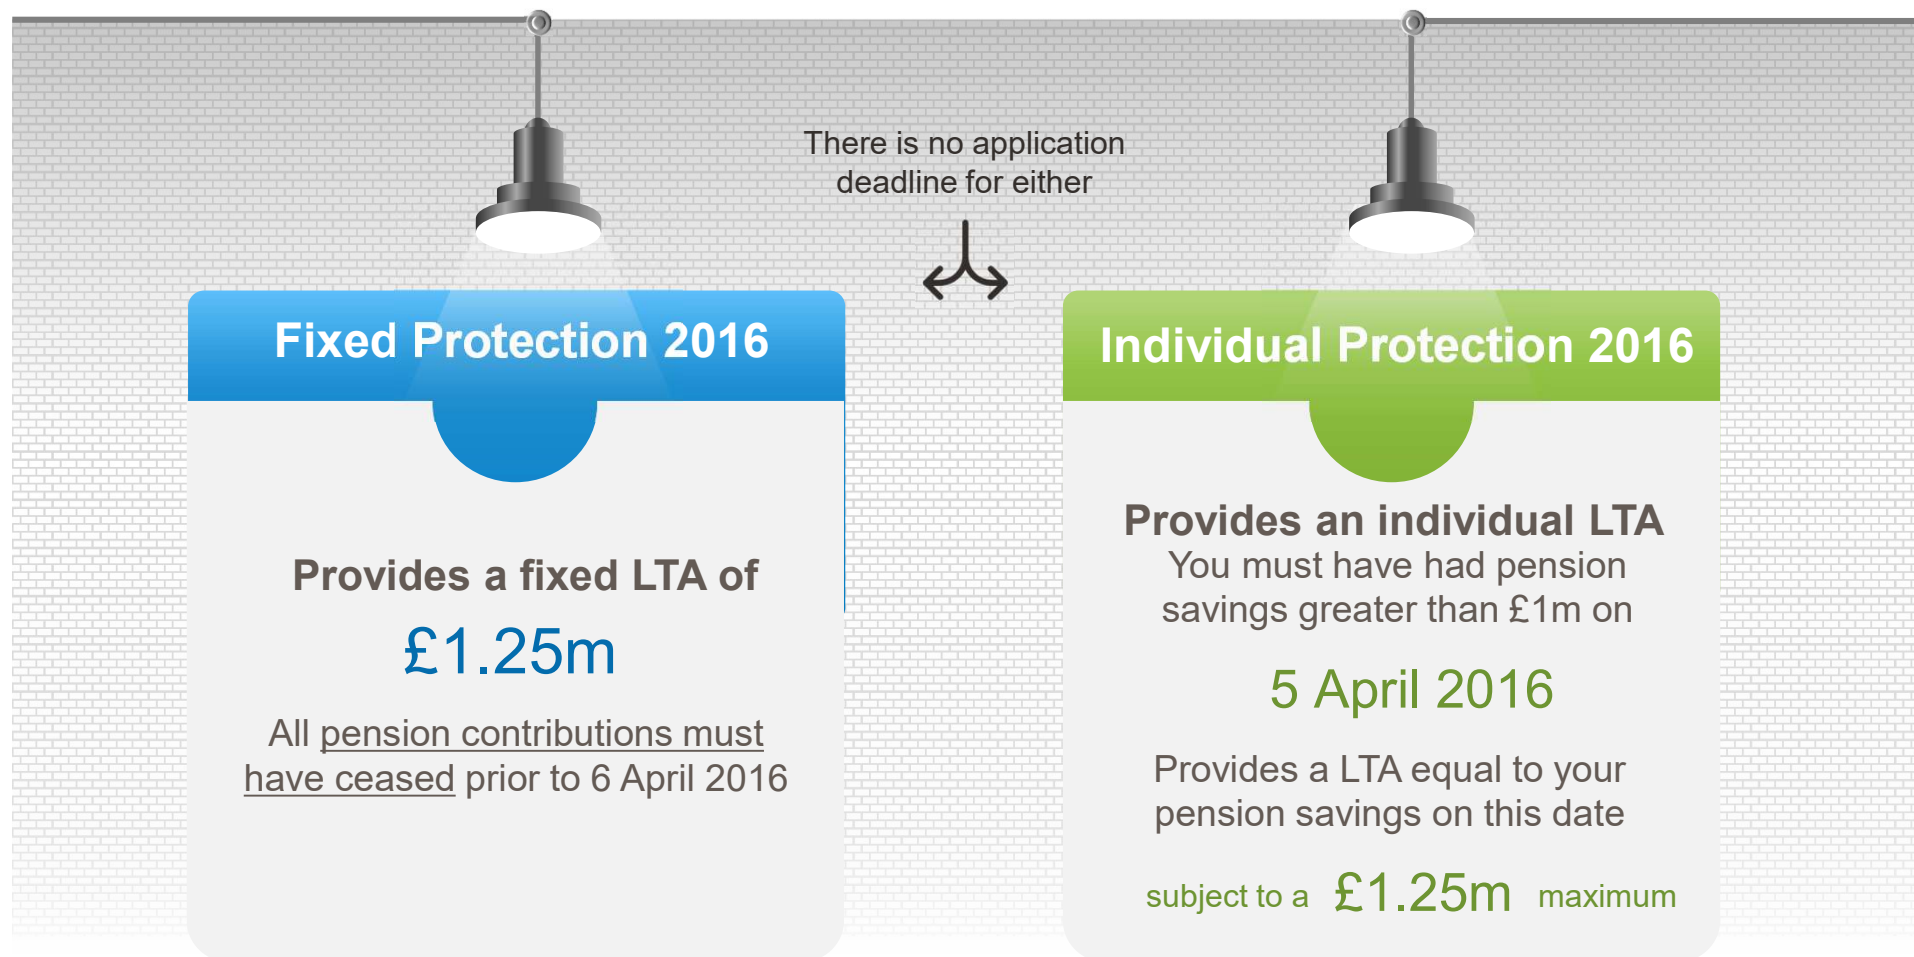 There is no application
deadline for either
Fixed Protection 2016
Provides a fixed LTA of
£1.25m
All pension contributions must
have ceased prior to 6 April 2016
Individual Protection 2016
Provides an individual LTA
You must have had pension
savings greater than £1m on
5 April 2016
Provides a LTA equal to your
pension savings on this date
subject to a £1.25m maximum